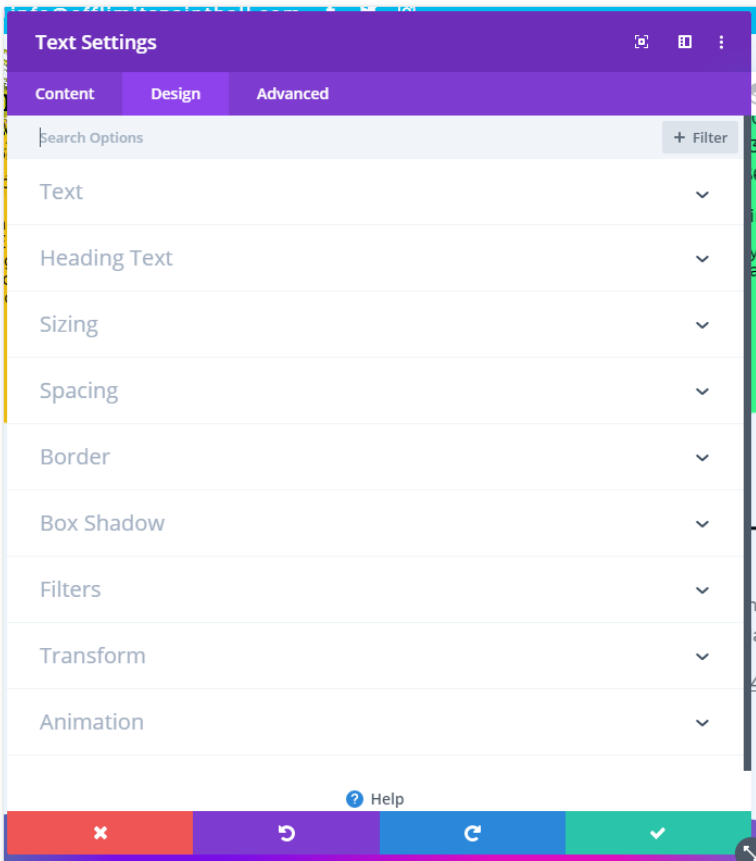 Text Settings
Content Design Advanced
Search Options + Filter
Text
Heading Text
Sizing
Spacing
Border
Box Shadow
Filters
Transform
Animation
? Help